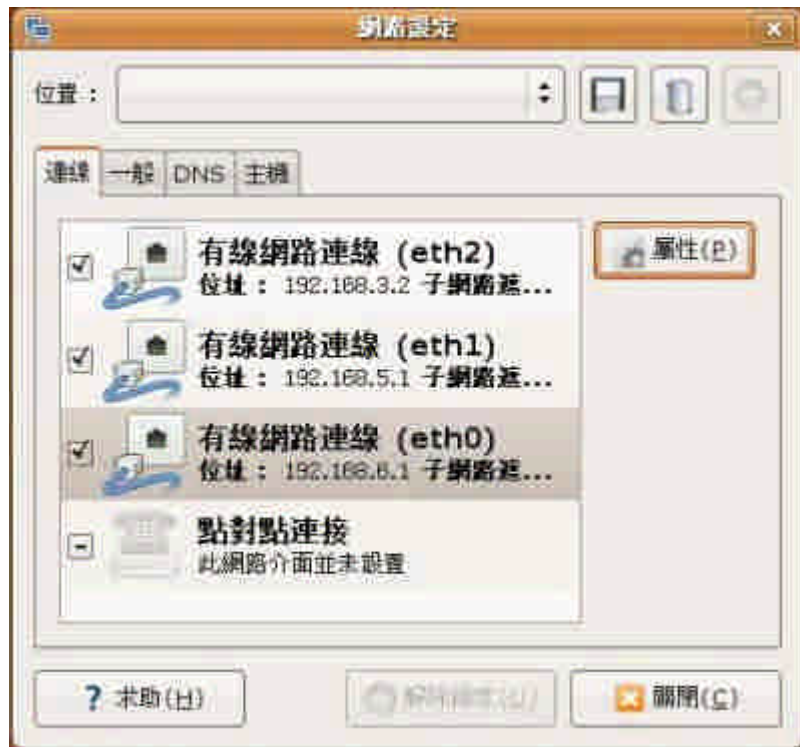 網路設定
位置：
連線 一般 DNS 主機
有線網路連線 (eth2)
位址： 192.168.3.2 子網路遮...
屬性(P)
有線網路連線 (eth1)
位址： 192.168.5.1 子網路遮...
有線網路連線 (eth0)
位址： 192.168.6.1 子網路遮...
點對點連接
此網路介面並未設置
? 求助(H)
關閉(C)